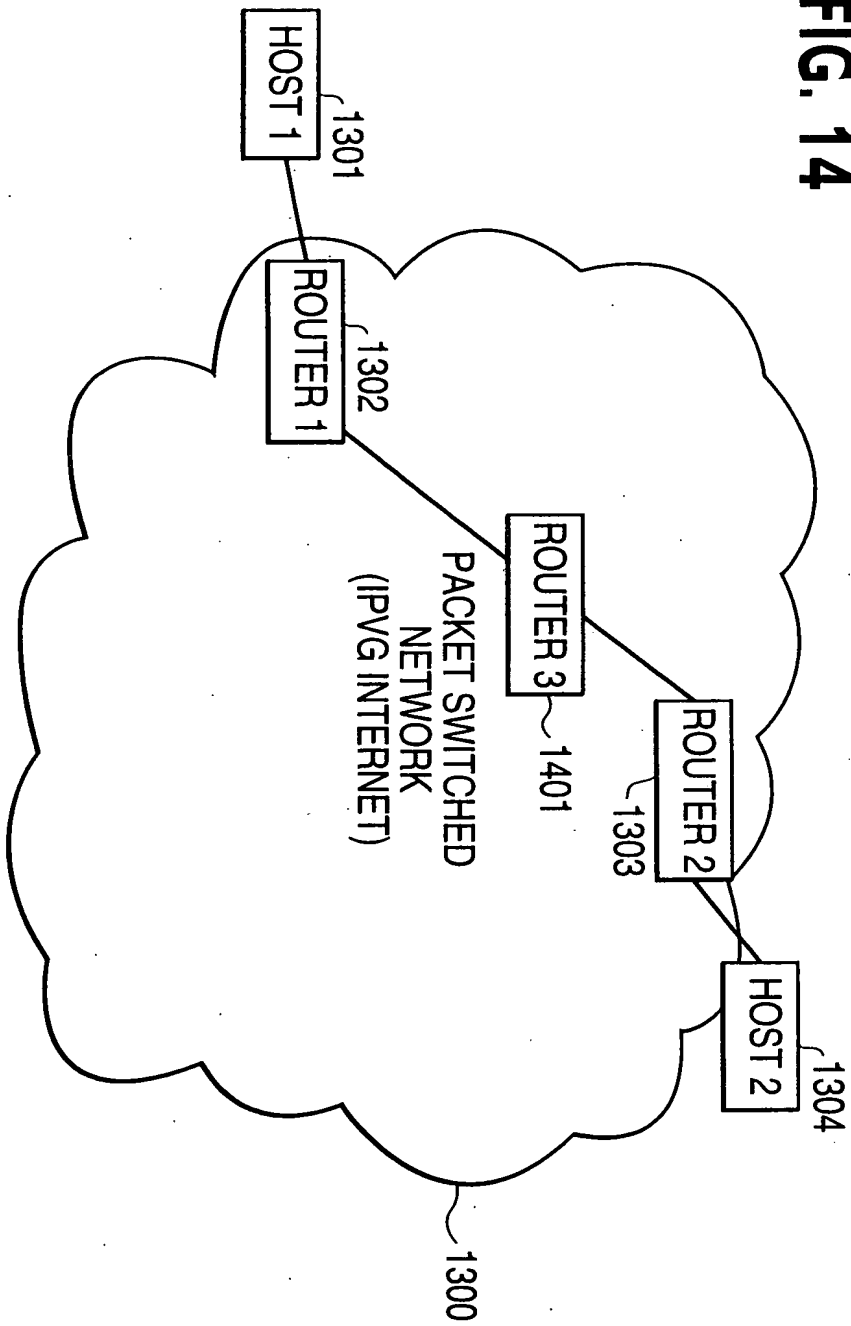 FIG. 14
HOST 1
1301
ROUTER 1
1302
ROUTER 3
1401
PACKET SWITCHED
NETWORK
(IPVG INTERNET)
ROUTER 2
1303
HOST 2
1304
1300